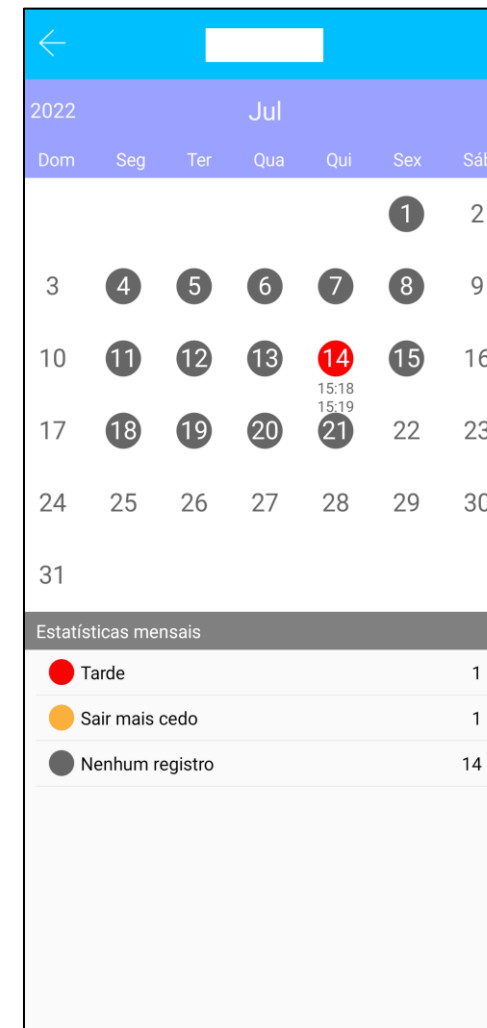 2022 Jul
Dom Seg Ter Qua Qui Sex Sáb
1 2
3 4 5 6 7 8 9
10 11 12 13 14 15 16
15:18
15:19
17 18 19 20 21 22 23
24 25 26 27 28 29 30
31
Estatísticas mensais
Tarde 1
Sair mais cedo 1
Nenhum registro 14